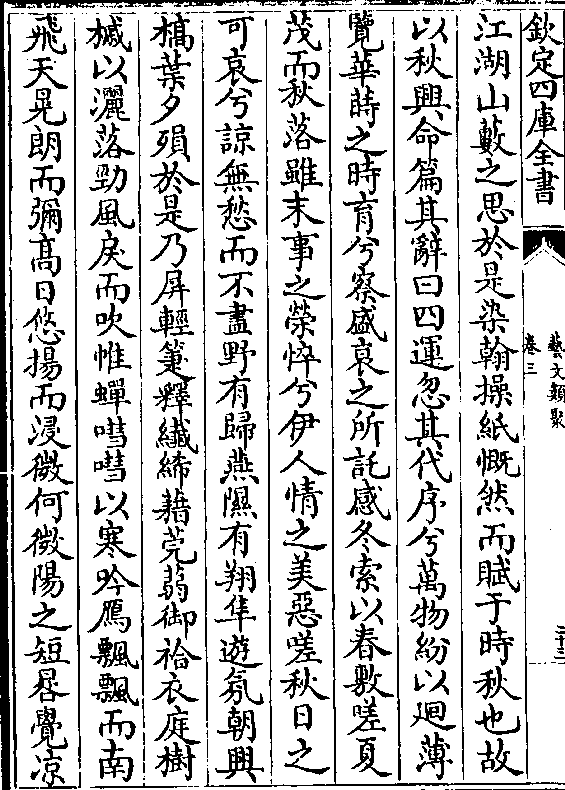 欽定四庫全書
藝文類聚
卷三
二十三
江湖山藪之思於是染翰操紙慨然而賦于時秋也故
以秋興命篇其辭曰四運忽其代序兮萬物紛以廻薄
覽華蒔之時育兮察盛哀之所託感冬索以春敷嗟夏
茂而秋落雖末事之榮悴兮伊人情之美惡嗟秋日之
可哀兮諒無愁而不盡野有歸燕隰有翔隼遊氛朝興
槁葉夕殞於是乃屏輕箑釋纖絺藉莞蒻御袷衣庭樹
槭以灑落勁風戾而吹帷蟬嘒嘒以寒吟鴈飄飄而南
飛天晃朗而彌高日悠揚而浸微何微陽之短晷覺凉